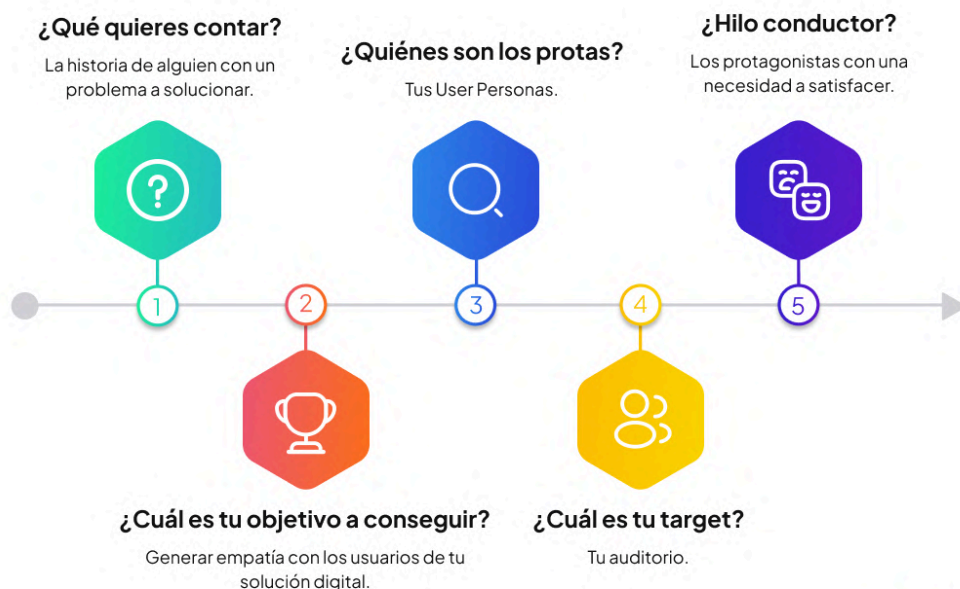 ¿Qué quieres contar?
La historia de alguien con un
problema a solucionar.
¿Quiénes son los protas?
Tus User Personas.
¿Hilo conductor?
Los protagonistas con una
necesidad a satisfacer.
?
1
2
3
4
5
¿Cuál es tu objetivo a conseguir?
Generar empatía con los usuarios de tu
solución digital.
¿Cuál es tu target?
Tu auditorio.